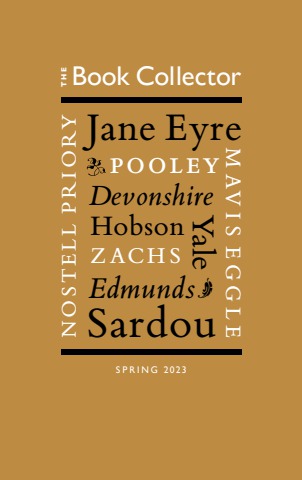 THE Book Collector
NOSTELL PRIORY
Jane Eyre
POOLEY
Devonshire
Hobson
Yale
ZACHS
Edmunds
Sardou
MAVIS EGGLE
SPRING 2023